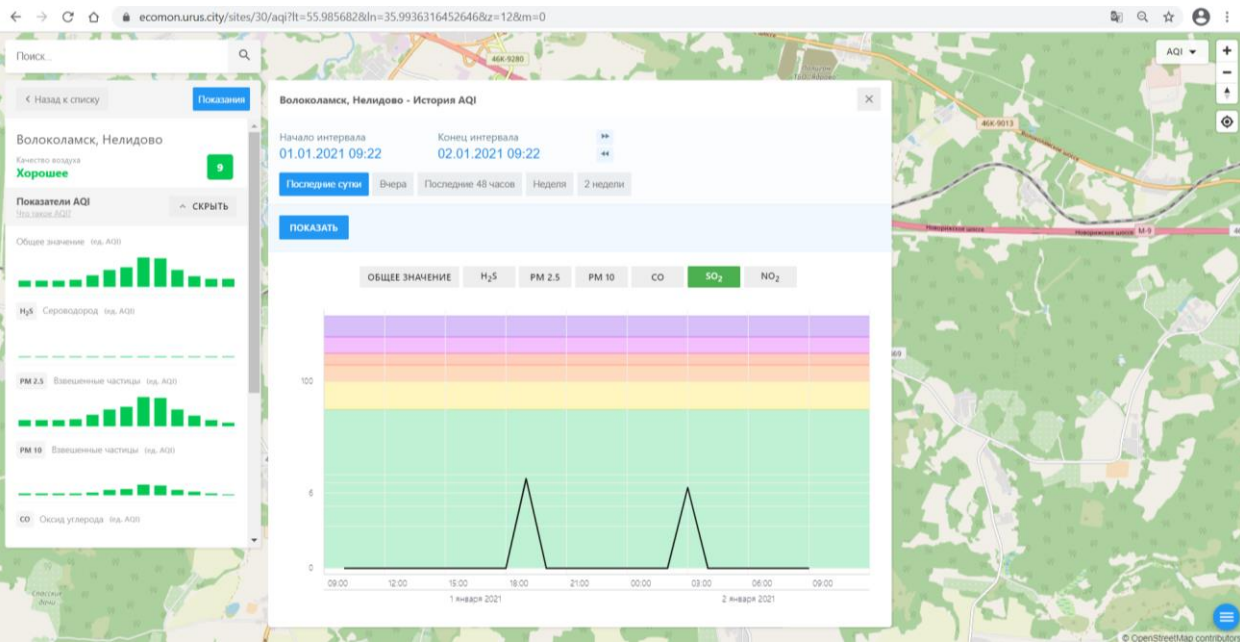 ecomon.urus.city/sites/30/aqi?lt=55.985682&ln=35.99363164526468z=12&m=0
Поиск...
AQI
46К-9280
46К-9013
Новорижское шоссе
Новорижское шоссе
М-9
‹ Назад к списку
Показания
Волоколамск, Нелидово
Качество воздуха
Хорошее
9
Показатели AQI
Что такое AQI?
СКРЫТЬ
Общее значение (ед. AQI)
H₂S Сероводород (ед. AQI)
PM 2.5 Взвешенные частицы (ед. AQI)
PM 10 Взвешенные частицы (ед. AQI)
CO Оксид углерода (ед. AQI)
Волоколамск, Нелидово - История AQI
Начало интервала
Конец интервала
01.01.2021 09:22
02.01.2021 09:22
Последние сутки
Вчера
Последние 48 часов
Неделя
2 недели
ПОКАЗАТЬ
ОБЩЕЕ ЗНАЧЕНИЕ
H₂S
PM 2.5
PM 10
CO
SO₂
NO₂
100
6
0
09:00 12:00 15:00 18:00 21:00 00:00 03:00 06:00 09:00
1 января 2021
2 января 2021
Спасские дачи
© OpenStreetMap contributors